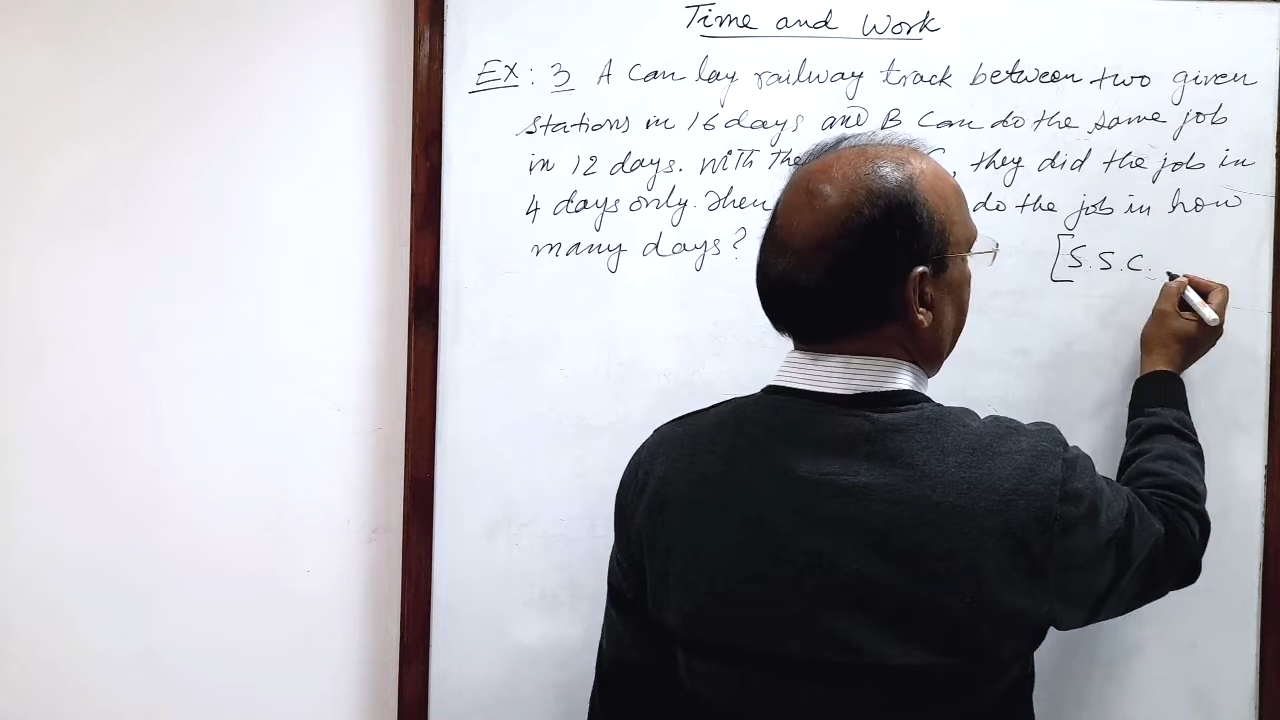 Time and Work
Ex: 3 A can lay railway track between two given
stations in 16 days and B can do the same job
in 12 days. With the C, they did the job in
4 days only. Then do the job in how
many days?
[S.S.C.